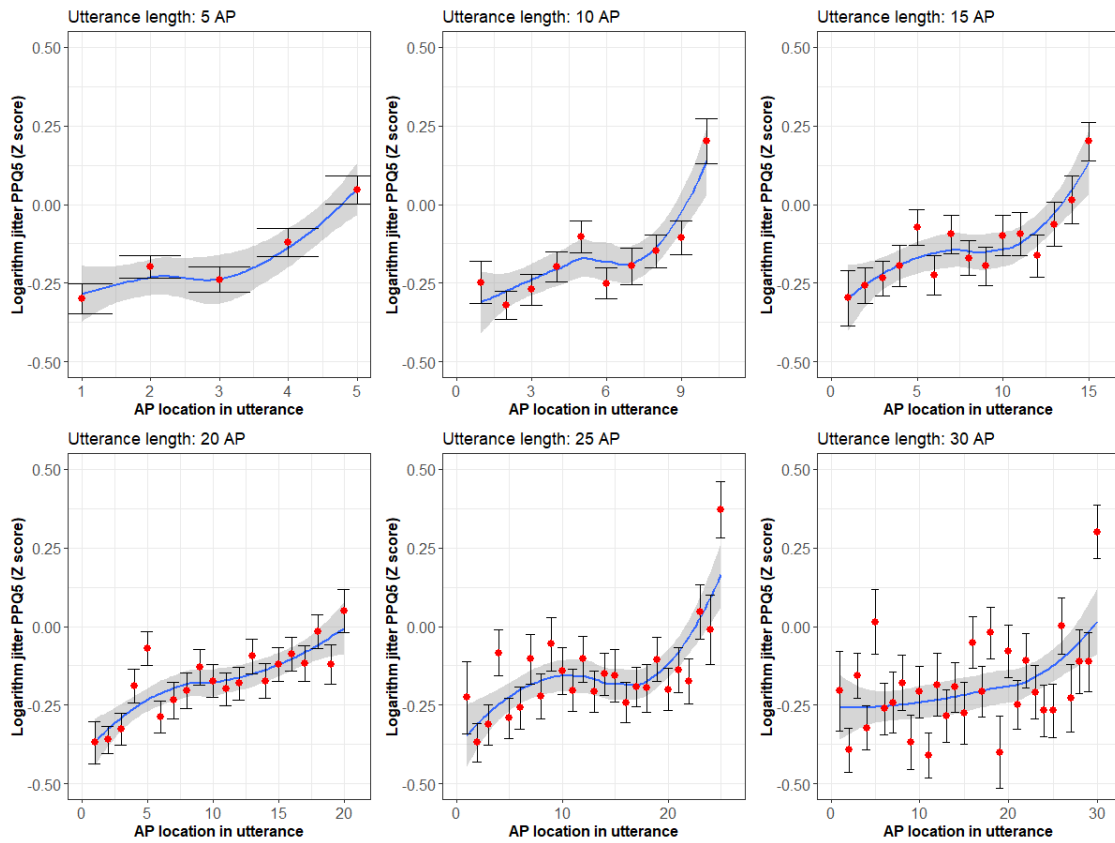 Utterance length: 5 AP
0.50
0.25
0.00
-0.25
-0.50
Logarithm jitter PPQ5 (Z score)
1 2 3 4 5
AP location in utterance
Utterance length: 10 AP
0.50
0.25
0.00
-0.25
-0.50
Logarithm jitter PPQ5 (Z score)
0 3 6 9
AP location in utterance
Utterance length: 15 AP
0.50
0.25
0.00
-0.25
-0.50
Logarithm jitter PPQ5 (Z score)
0 5 10 15
AP location in utterance
Utterance length: 20 AP
0.50
0.25
0.00
-0.25
-0.50
Logarithm jitter PPQ5 (Z score)
0 5 10 15 20
AP location in utterance
Utterance length: 25 AP
0.50
0.25
0.00
-0.25
-0.50
Logarithm jitter PPQ5 (Z score)
0 10 20
AP location in utterance
Utterance length: 30 AP
0.50
0.25
0.00
-0.25
-0.50
Logarithm jitter PPQ5 (Z score)
0 10 20 30
AP location in utterance